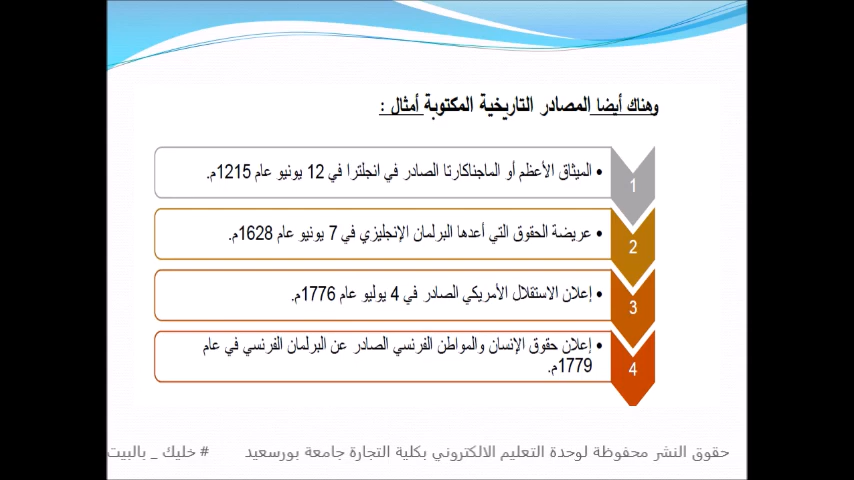 وهناك أيضا المصادر التاريخية المكتوبة أمثال :
1
• الميثاق الأعظم أو الماجناكارتا الصادر في انجلترا في 12 يونيو عام 1215م.
2
• عريضة الحقوق التي أعدها البرلمان الإنجليزي في 7 يونيو عام 1628م.
3
• إعلان الاستقلال الأمريكي الصادر في 4 يوليو عام 1776م.
4
• إعلان حقوق الإنسان والمواطن الفرنسي الصادر عن البرلمان الفرنسي في عام
1779م.
حقوق النشر محفوظة لوحدة التعليم الالكتروني بكلية التجارة جامعة بورسعيد # خليك _ بالبيت